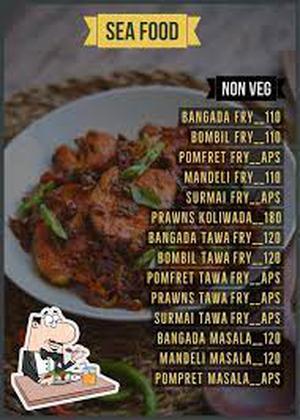 SEA FOOD
NON VEG
BANGADA FRY__110
BOMBIL FRY__110
POMFRET FRY__APS
MANDELI FRY__110
SURMAI FRY__APS
PRAWNS KOLIWADA__180
BANGADA TAWA FRY__120
BOMBIL TAWA FRY__120
POMFRET TAWA FRY__APS
PRAWNS TAWA FRY__APS
SURMAI TAWA FRY__APS
BANGADA MASALA__120
MANDELI MASALA__120
POMPRET MASALA__APS